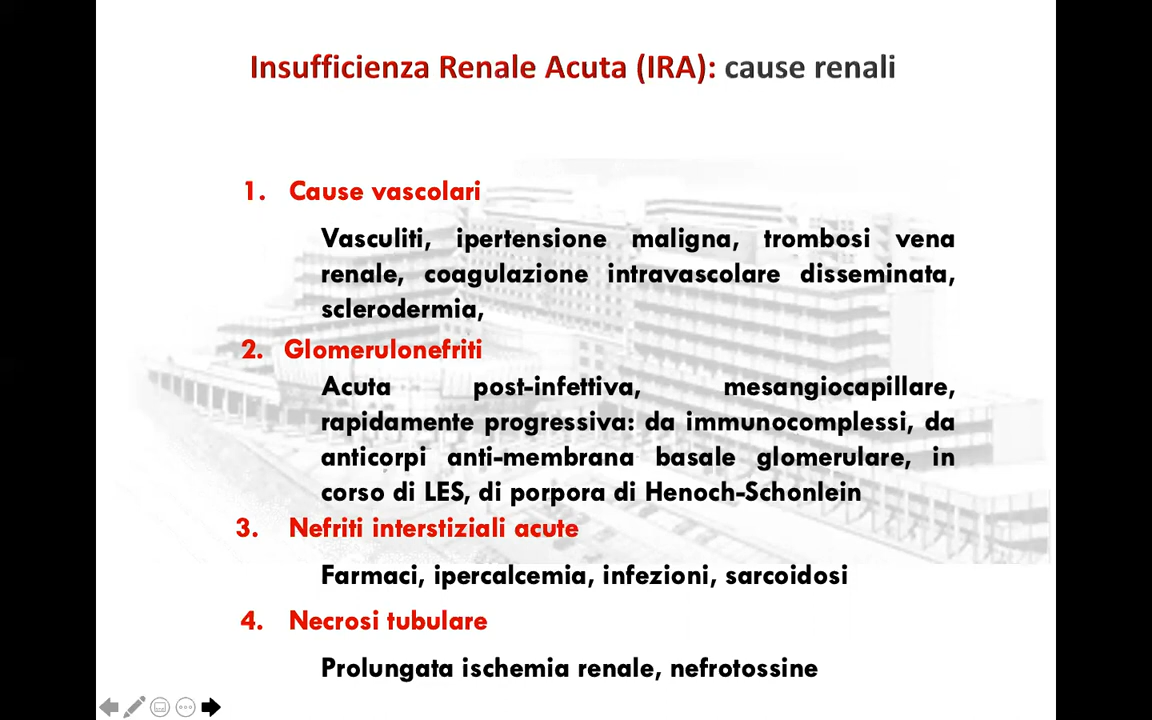 Insufficienza Renale Acuta (IRA): cause renali
1. Cause vascolari
Vasculiti, ipertensione maligna, trombosi vena
renale, coagulazione intravascolare disseminata,
sclerodermia,
2. Glomerulonefriti
Acuta post-infettiva, mesangiocapillare,
rapidamente progressiva: da immunocomplessi, da
anticorpi anti-membrana basale glomerulare, in
corso di LES, di porpora di Henoch-Schonlein
3. Nefriti interstiziali acute
Farmaci, ipercalcemia, infezioni, sarcoidosi
4. Necrosi tubulare
Prolungata ischemia renale, nefrotossine